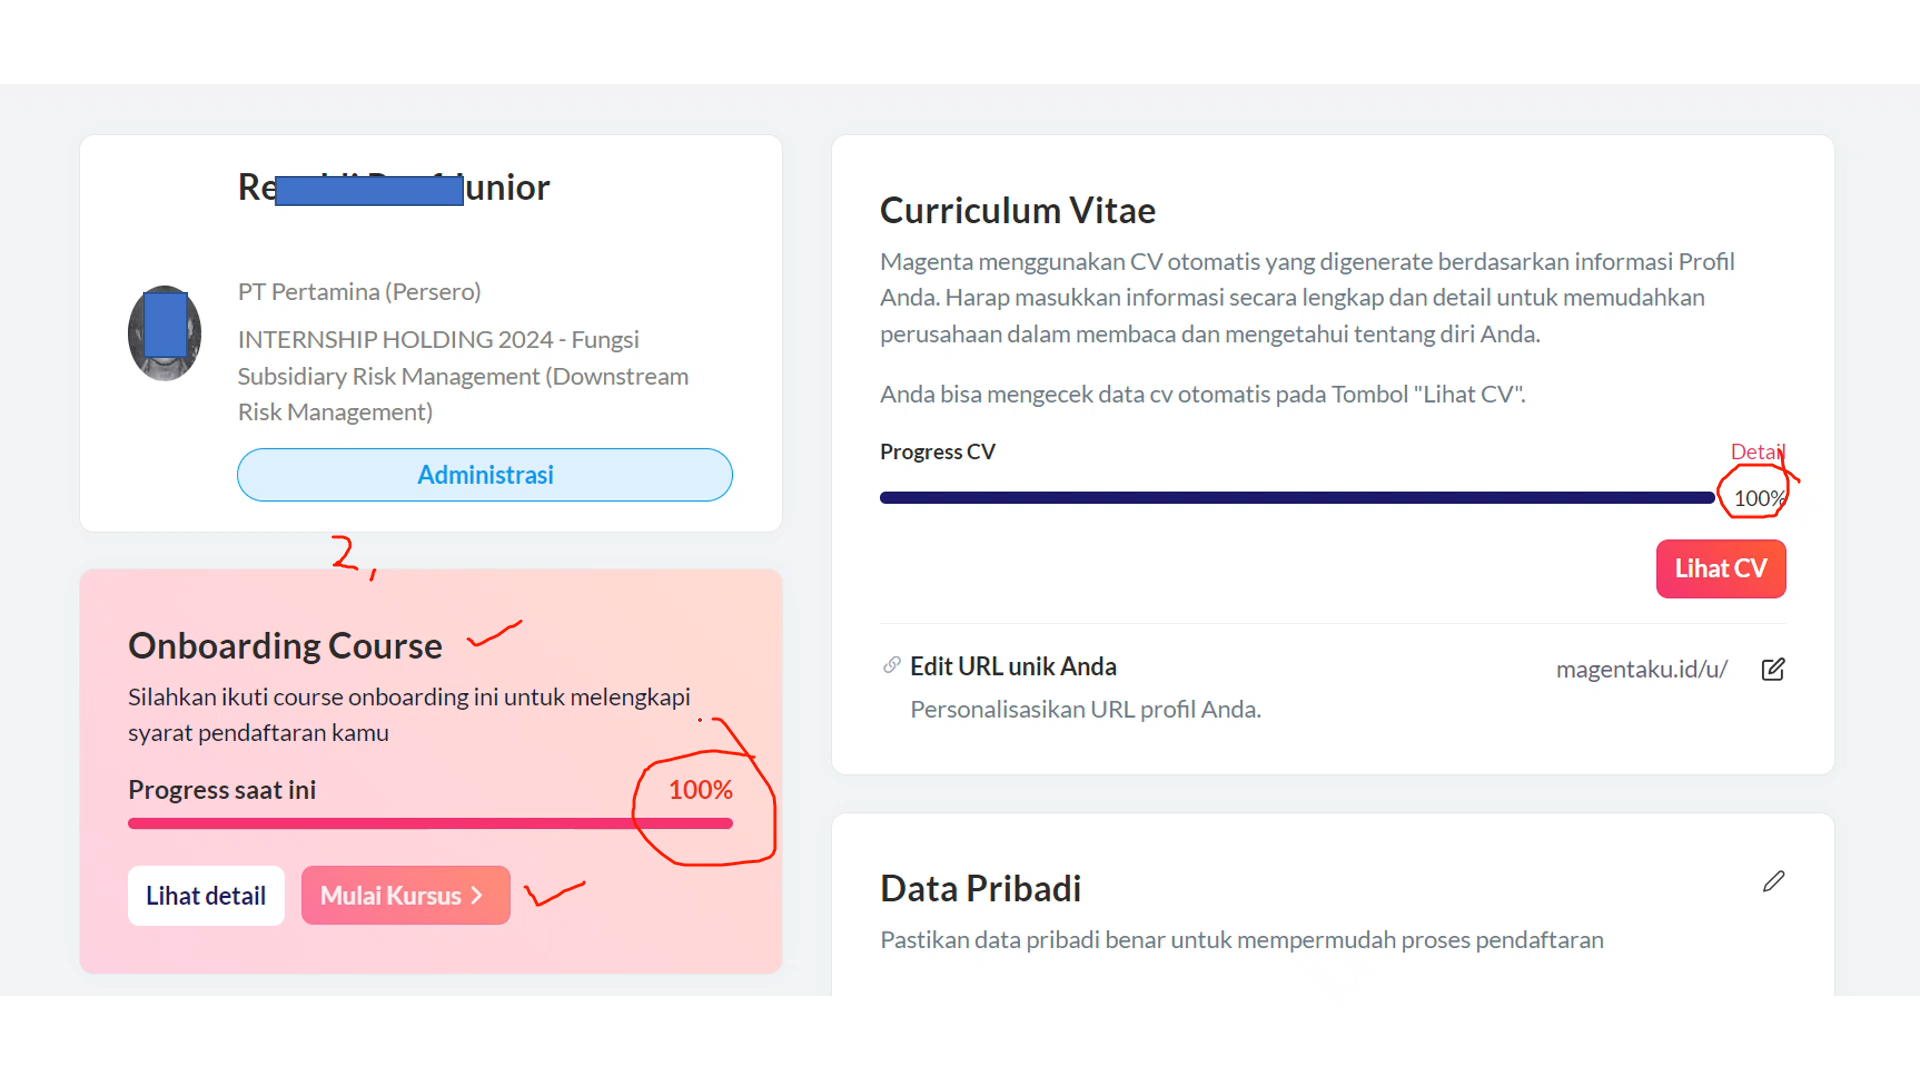 unior
PT Pertamina (Persero)
INTERNSHIP HOLDING 2024 - Fungsi
Subsidiary Risk Management (Downstream
Risk Management)
Administrasi
2,
Onboarding Course
Silahkan ikuti course onboarding ini untuk melengkapi
syarat pendaftaran kamu
Progress saat ini 100%
Lihat detail Mulai Kursus >
Curriculum Vitae
Magenta menggunakan CV otomatis yang digenerate berdasarkan informasi Profil
Anda. Harap masukkan informasi secara lengkap dan detail untuk memudahkan
perusahaan dalam membaca dan mengetahui tentang diri Anda.
Anda bisa mengecek data cv otomatis pada Tombol "Lihat CV".
Progress CV Detail
100%
Lihat CV
Edit URL unik Anda magentaku.id/u/
Personalisasikan URL profil Anda.
Data Pribadi
Pastikan data pribadi benar untuk mempermudah proses pendaftaran